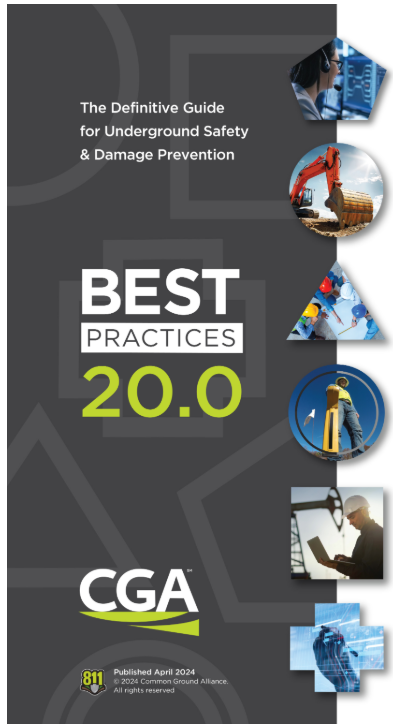 The Definitive Guide
for Underground Safety
& Damage Prevention
BEST
PRACTICES
20.0
CGA™
811
Published April 2024
© 2024 Common Ground Alliance.
All rights reserved